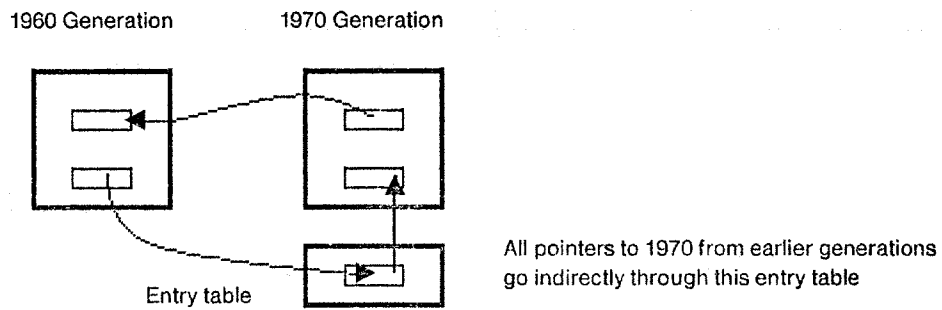 1960 Generation
1970 Generation
All pointers to 1970 from earlier generations
go indirectly through this entry table
Entry table